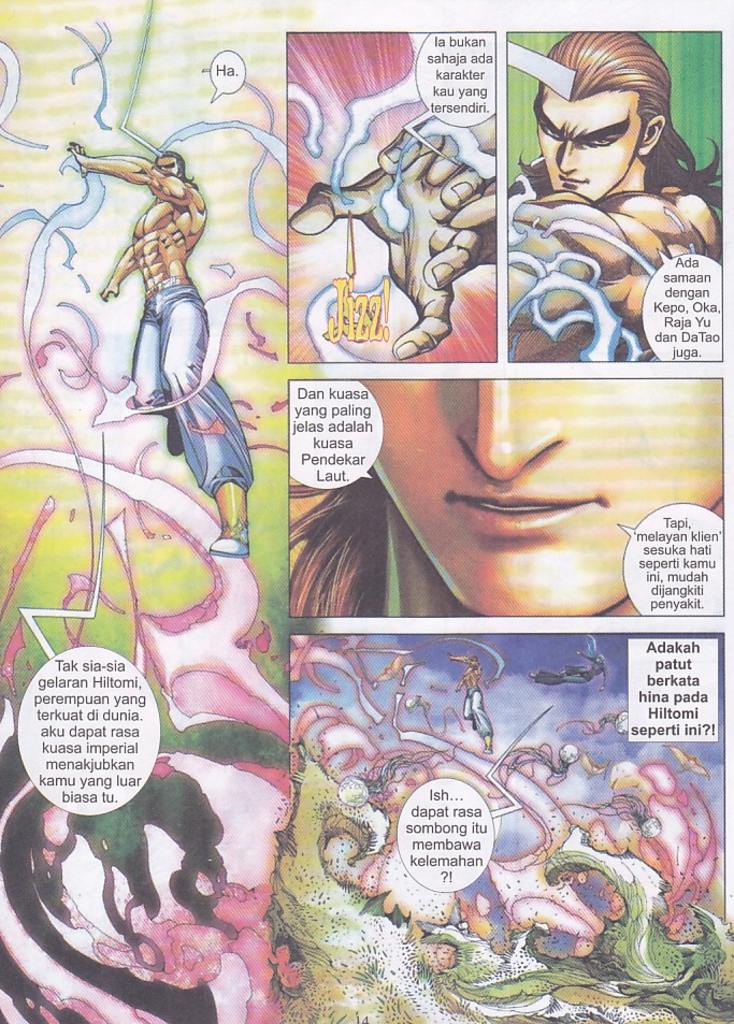 Ha.
Tak sia-sia
gelaran Hiltomi,
perempuan yang
terkuat di dunia.
aku dapat rasa
kuasa imperial
menakjubkan
kamu yang luar
biasa tu.
Ia bukan
sahaja ada
karakter
kau yang
tersendiri.
Jizz!
Ada
samaan
dengan
Kepo, Oka,
Raja Yu
dan DaTao
juga.
Dan kuasa
yang paling
jelas adalah
kuasa
Pendekar
Laut.
Tapi,
'melayan klien'
sesuka hati
seperti kamu
ini, mudah
dijangkiti
penyakit.
Adakah
patut
berkata
hina pada
Hiltomi
seperti ini?!
Ish...
dapat rasa
sombong itu
membawa
kelemahan
?!
14